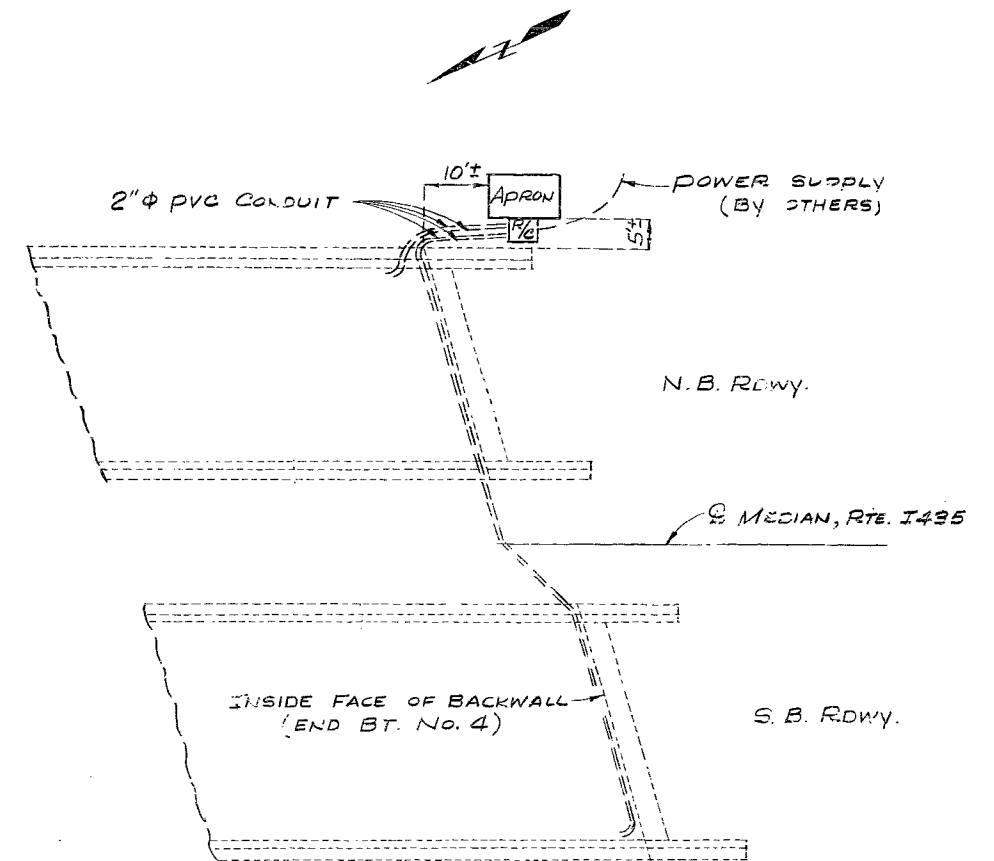 N
10'±
2"Φ PVC CONDUIT
APRON
POWER SUPPLY
(BY OTHERS)
5'±
N.B. RDWY.
℄ MEDIAN, RTE. I435
INSIDE FACE OF BACKWALL
(END BT. NO. 4)
S.B. RDWY.